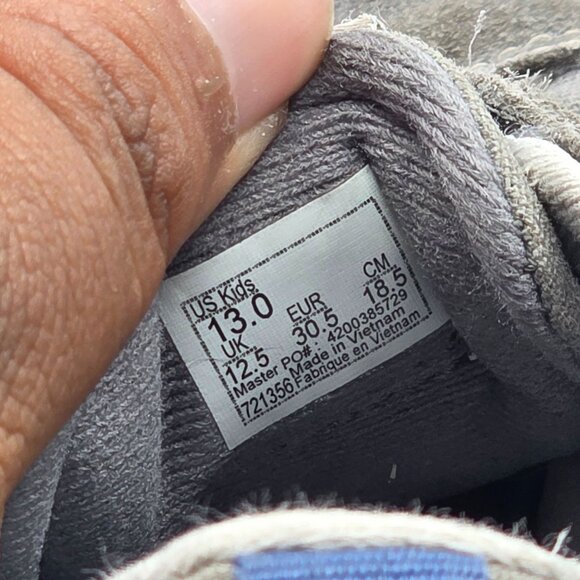 US Kids
13.0
UK EUR CM
12.5 30.5 18.5
Master PO#: 4200385729
721356 Made in Vietnam
Fabrique en Vietnam